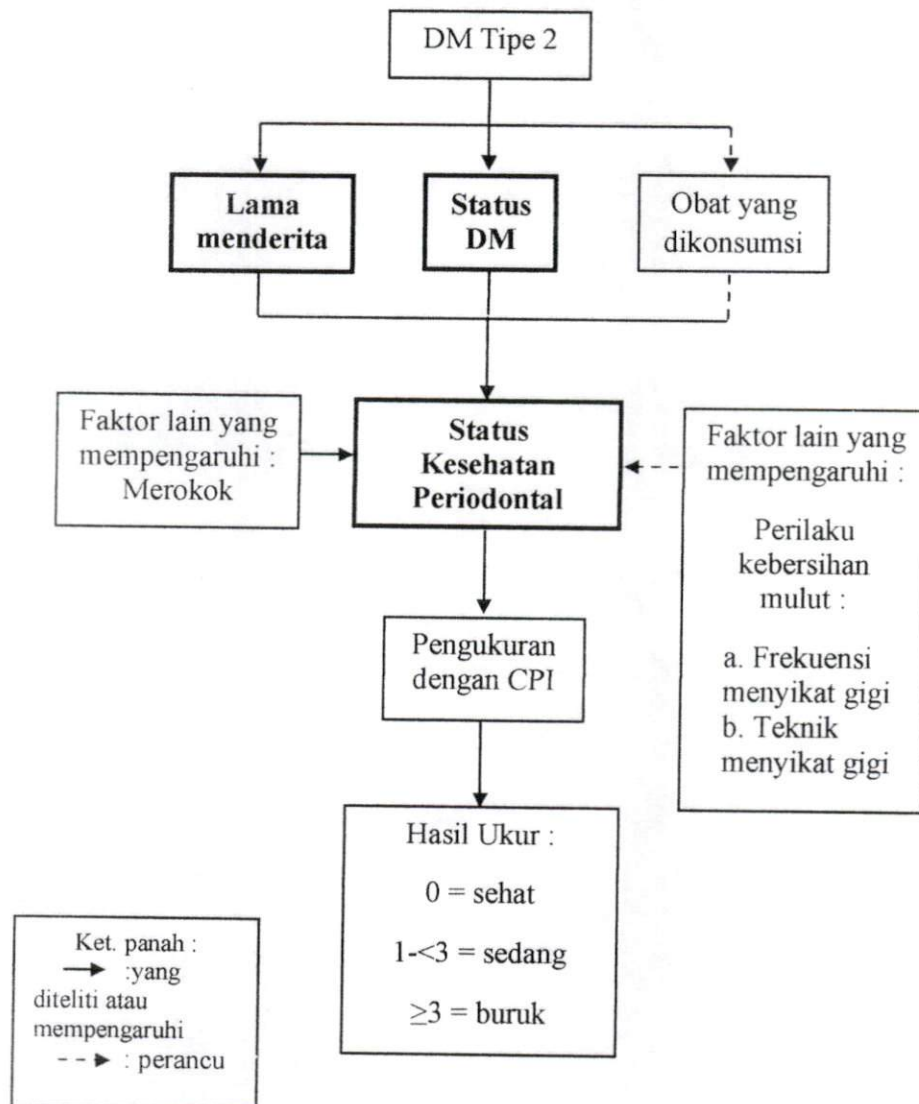 DM Tipe 2
Lama
menderita
Status
DM
Obat yang
dikonsumsi
Faktor lain yang
mempengaruhi :
Merokok
Status
Kesehatan
Periodontal
Faktor lain yang
mempengaruhi :
Perilaku
kebersihan
mulut :
a. Frekuensi
menyikat gigi
b. Teknik
menyikat gigi
Pengukuran
dengan CPI
Hasil Ukur :
0 = sehat
1-<3 = sedang
≥3 = buruk
Ket. panah :
:yang
diteliti atau
mempengaruhi
: perancu